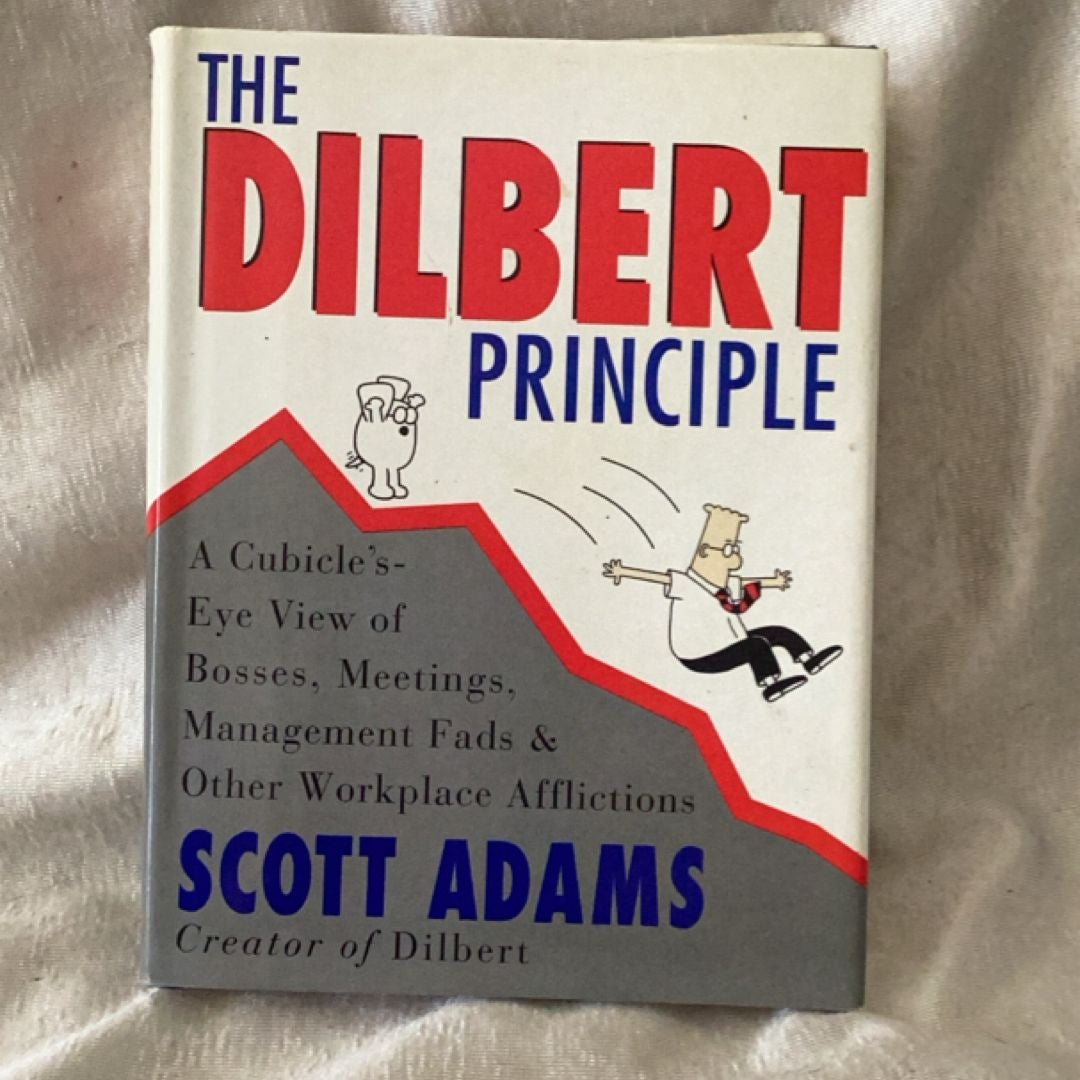 THE
DILBERT
PRINCIPLE
A Cubicle's-
Eye View of
Bosses, Meetings,
Management Fads &
Other Workplace Afflictions
SCOTT ADAMS
Creator of Dilbert